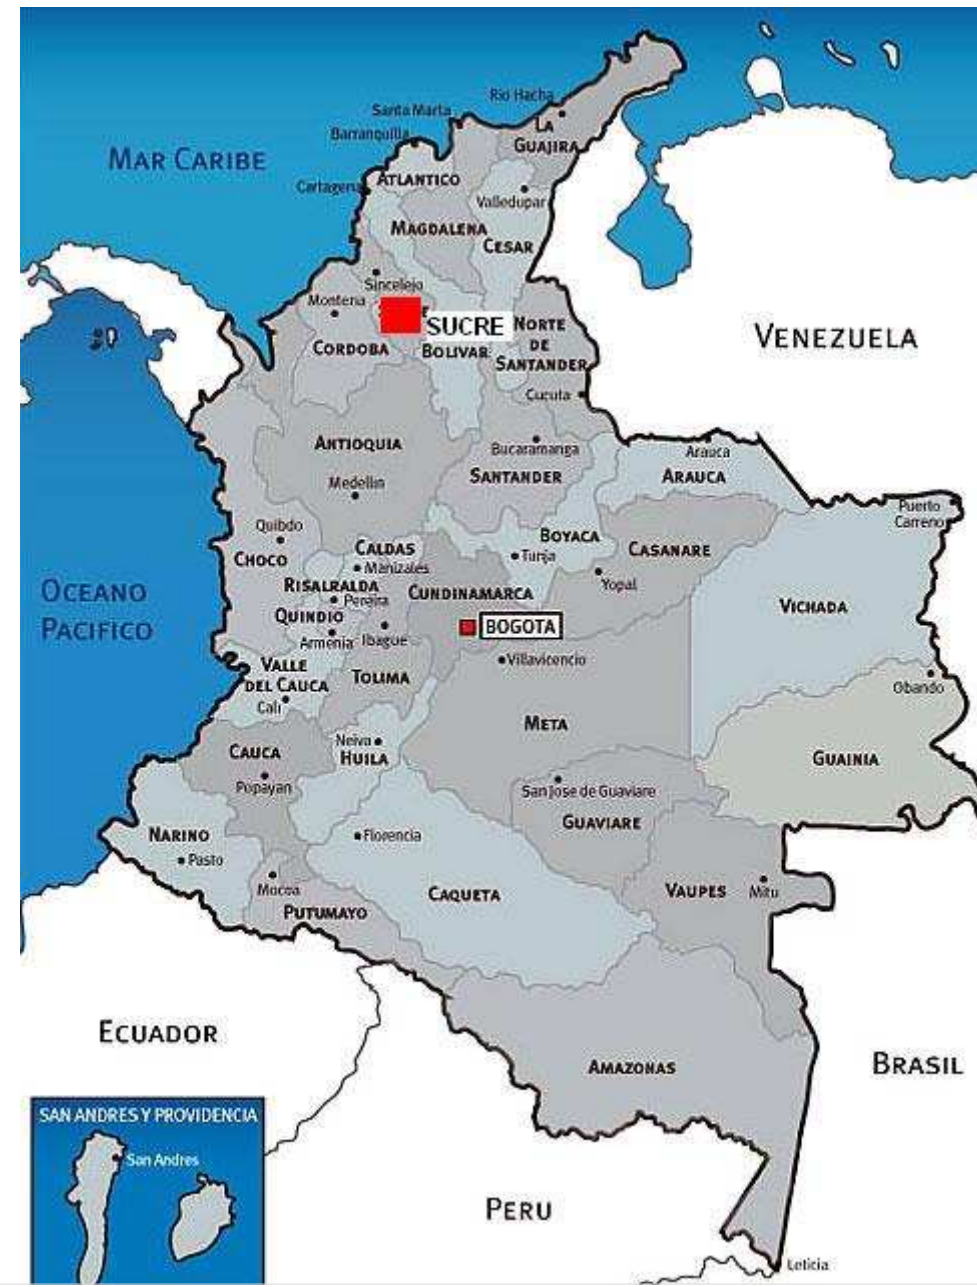 Rio Hacha
Santa Marta
LA
GUAJIRA
Barranquilla
MAR CARIBE
ATLANTICO
Cartagena
Valledupar
MAGDALENA
CESAR
Sincelejo
Monteria
SUCRE
NORTE
DE
SANTANDER
VENEZUELA
CORDOBA
BOLIVAR
Cucuta
ANTIOQUIA
Bucaramanga
Arauca
SANTANDER
ARAUCA
Medellin
Puerto
Carreno
Quibdo
BOYACA
CALDAS
CASANARE
CHOCO
Tunja
Manizales
RISALRALDA
CUNDINAMARCA
Yopal
OCEANO
PACIFICO
Pereira
VICHADA
QUINDIO
BOGOTA
Armenia
Ibague
Villavicencio
VALLE
DEL CAUCA
TOLIMA
Obando
Cali
META
Neiva
CAUCA
HUILA
GUAINIA
Popayan
San Jose de Guaviare
GUAVIARE
NARINO
Florencia
Pasto
Mocoa
CAQUETA
VAUPES
Mitu
PUTUMAYO
ECUADOR
AMAZONAS
BRASIL
SAN ANDRES Y PROVIDENCIA
San Andres
PERU
Leticia